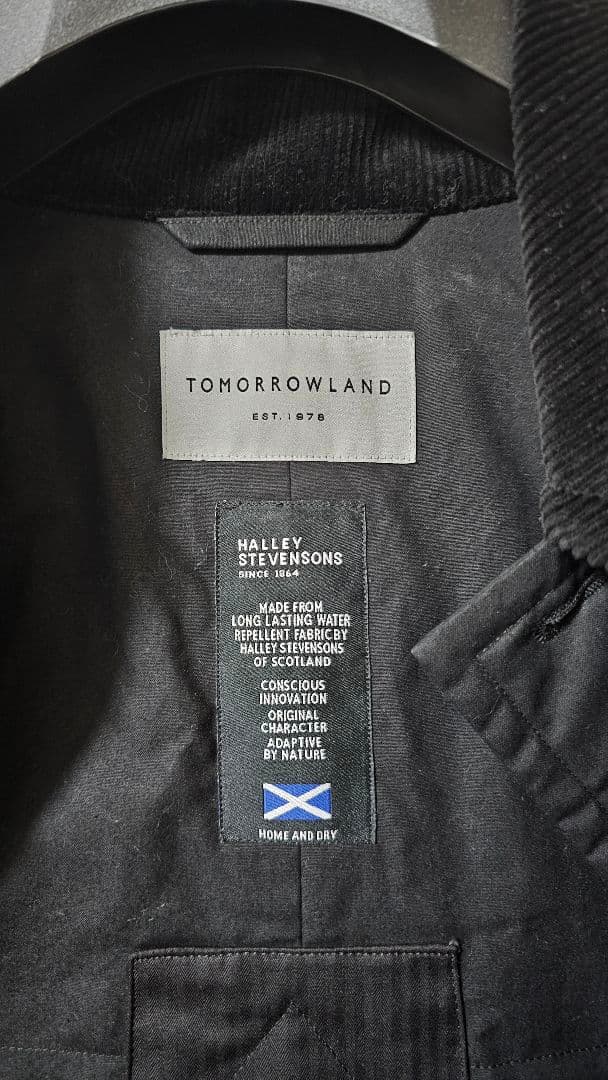 TOMORROWLAND
EST. 1978
HALLEY
STEVENSONS
SINCE 1864
MADE FROM
LONG LASTING WATER
REPELLENT FABRIC BY
HALLEY STEVENSONS
OF SCOTLAND
CONSCIOUS
INNOVATION
ORIGINAL
CHARACTER
ADAPTIVE
BY NATURE
HOME AND DRY